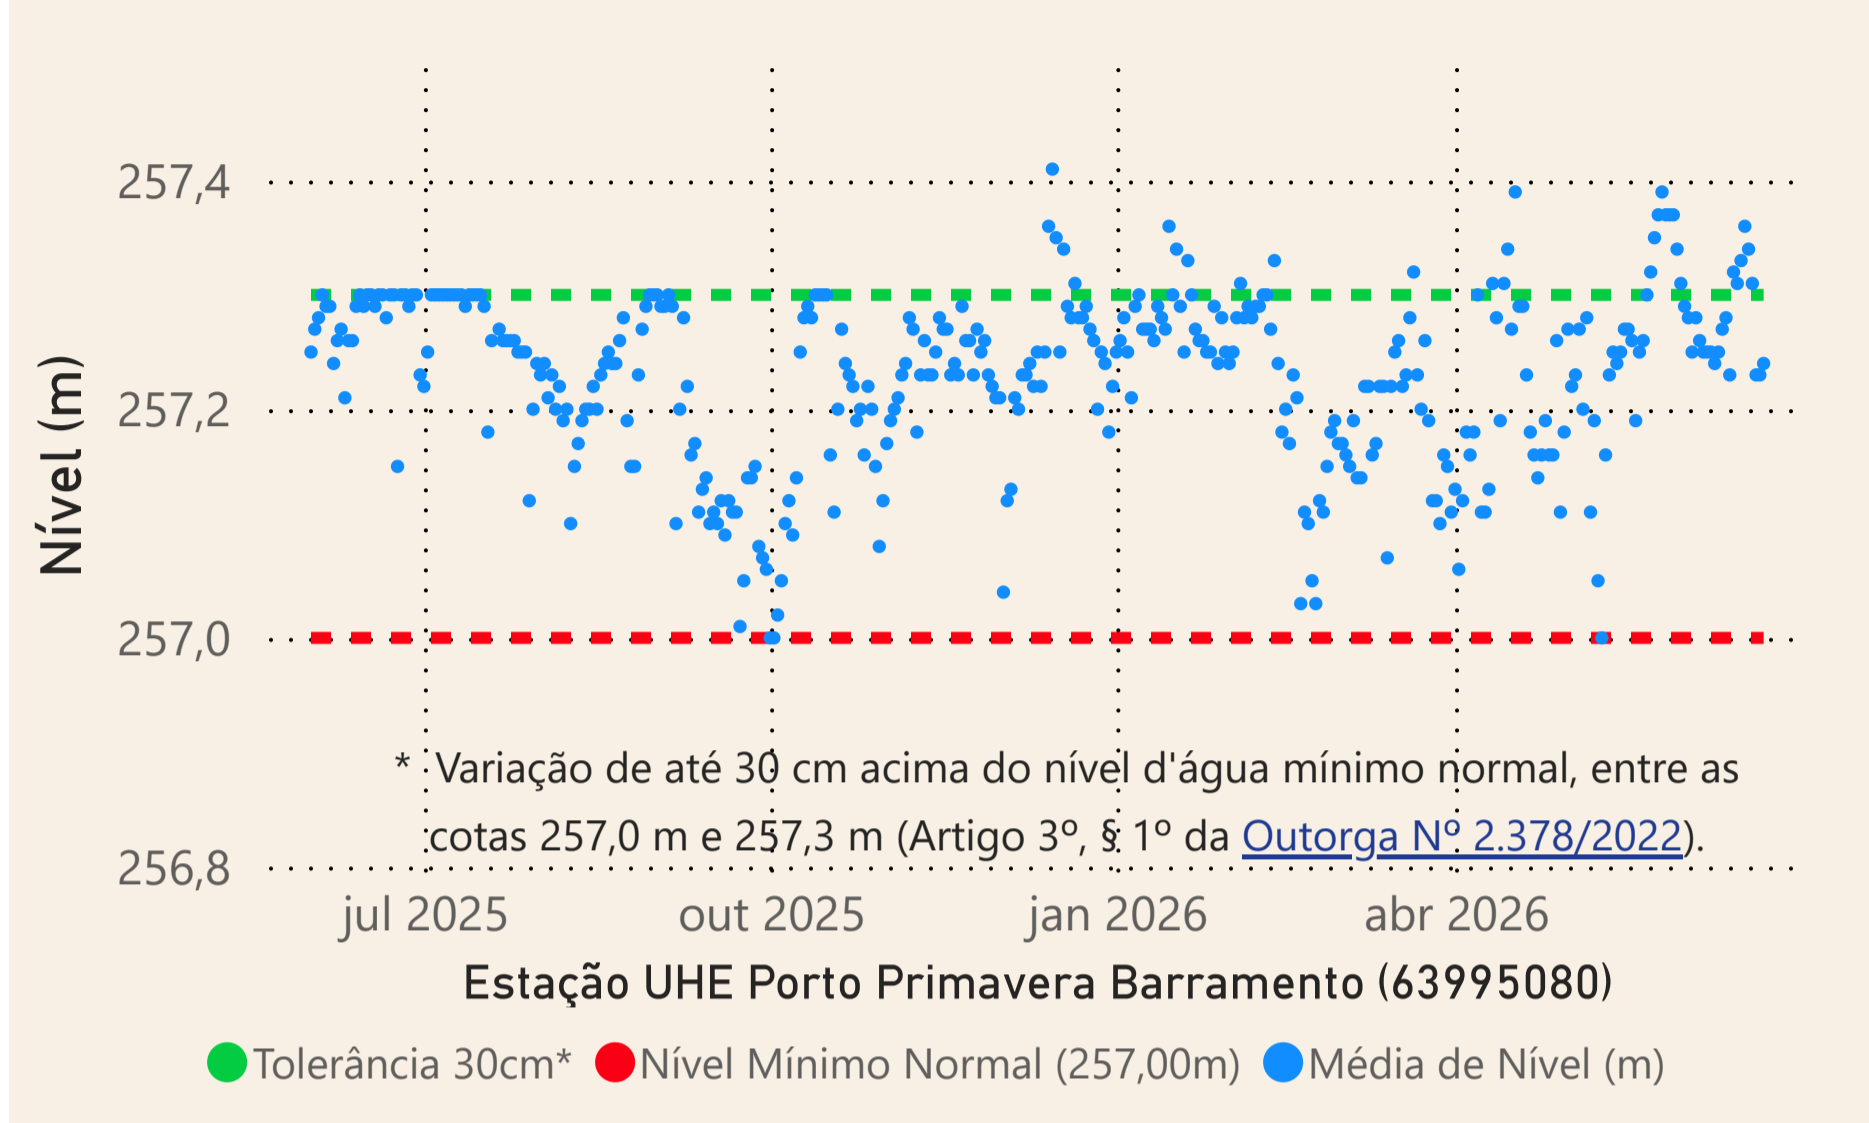 Nível (m)
257,4
257,2
257,0
256,8
* Variação de até 30 cm acima do nível d'água mínimo normal, entre as
cotas 257,0 m e 257,3 m (Artigo 3º, § 1º da Outorga Nº 2.378/2022).
jul 2025 out 2025 jan 2026 abr 2026
Estação UHE Porto Primavera Barramento (63995080)
Tolerância 30cm* Nível Mínimo Normal (257,00m) Média de Nível (m)